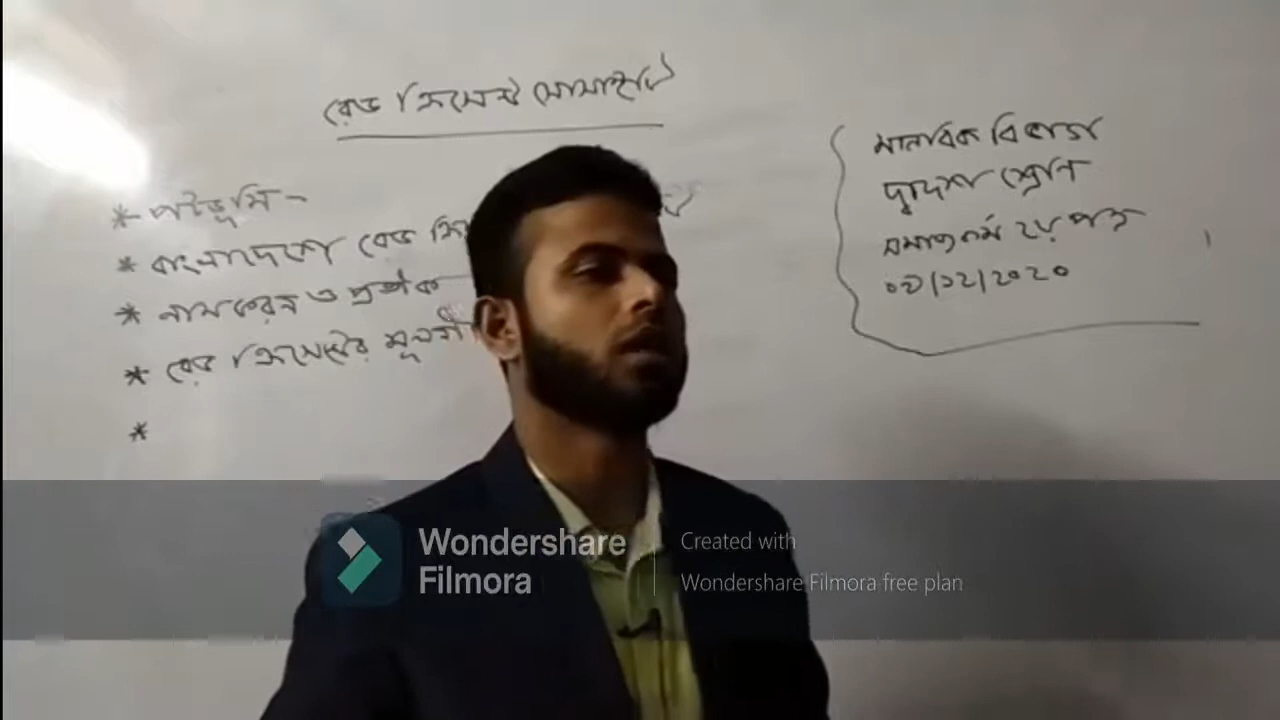 রেড ক্রিসেন্ট সোসাইটি
* পটভূমি -
* বাংলাদেশে রেড
* নামকরণ ও প্রতীক
* রেড ক্রিসেন্টের
*
মানবিক বিভাগ
দ্বাদশ শ্রেণি
সমাজকর্ম ২য় পত্র
০৩/১২/২০২০
Wondershare
Filmora
Created with
Wondershare Filmora free plan